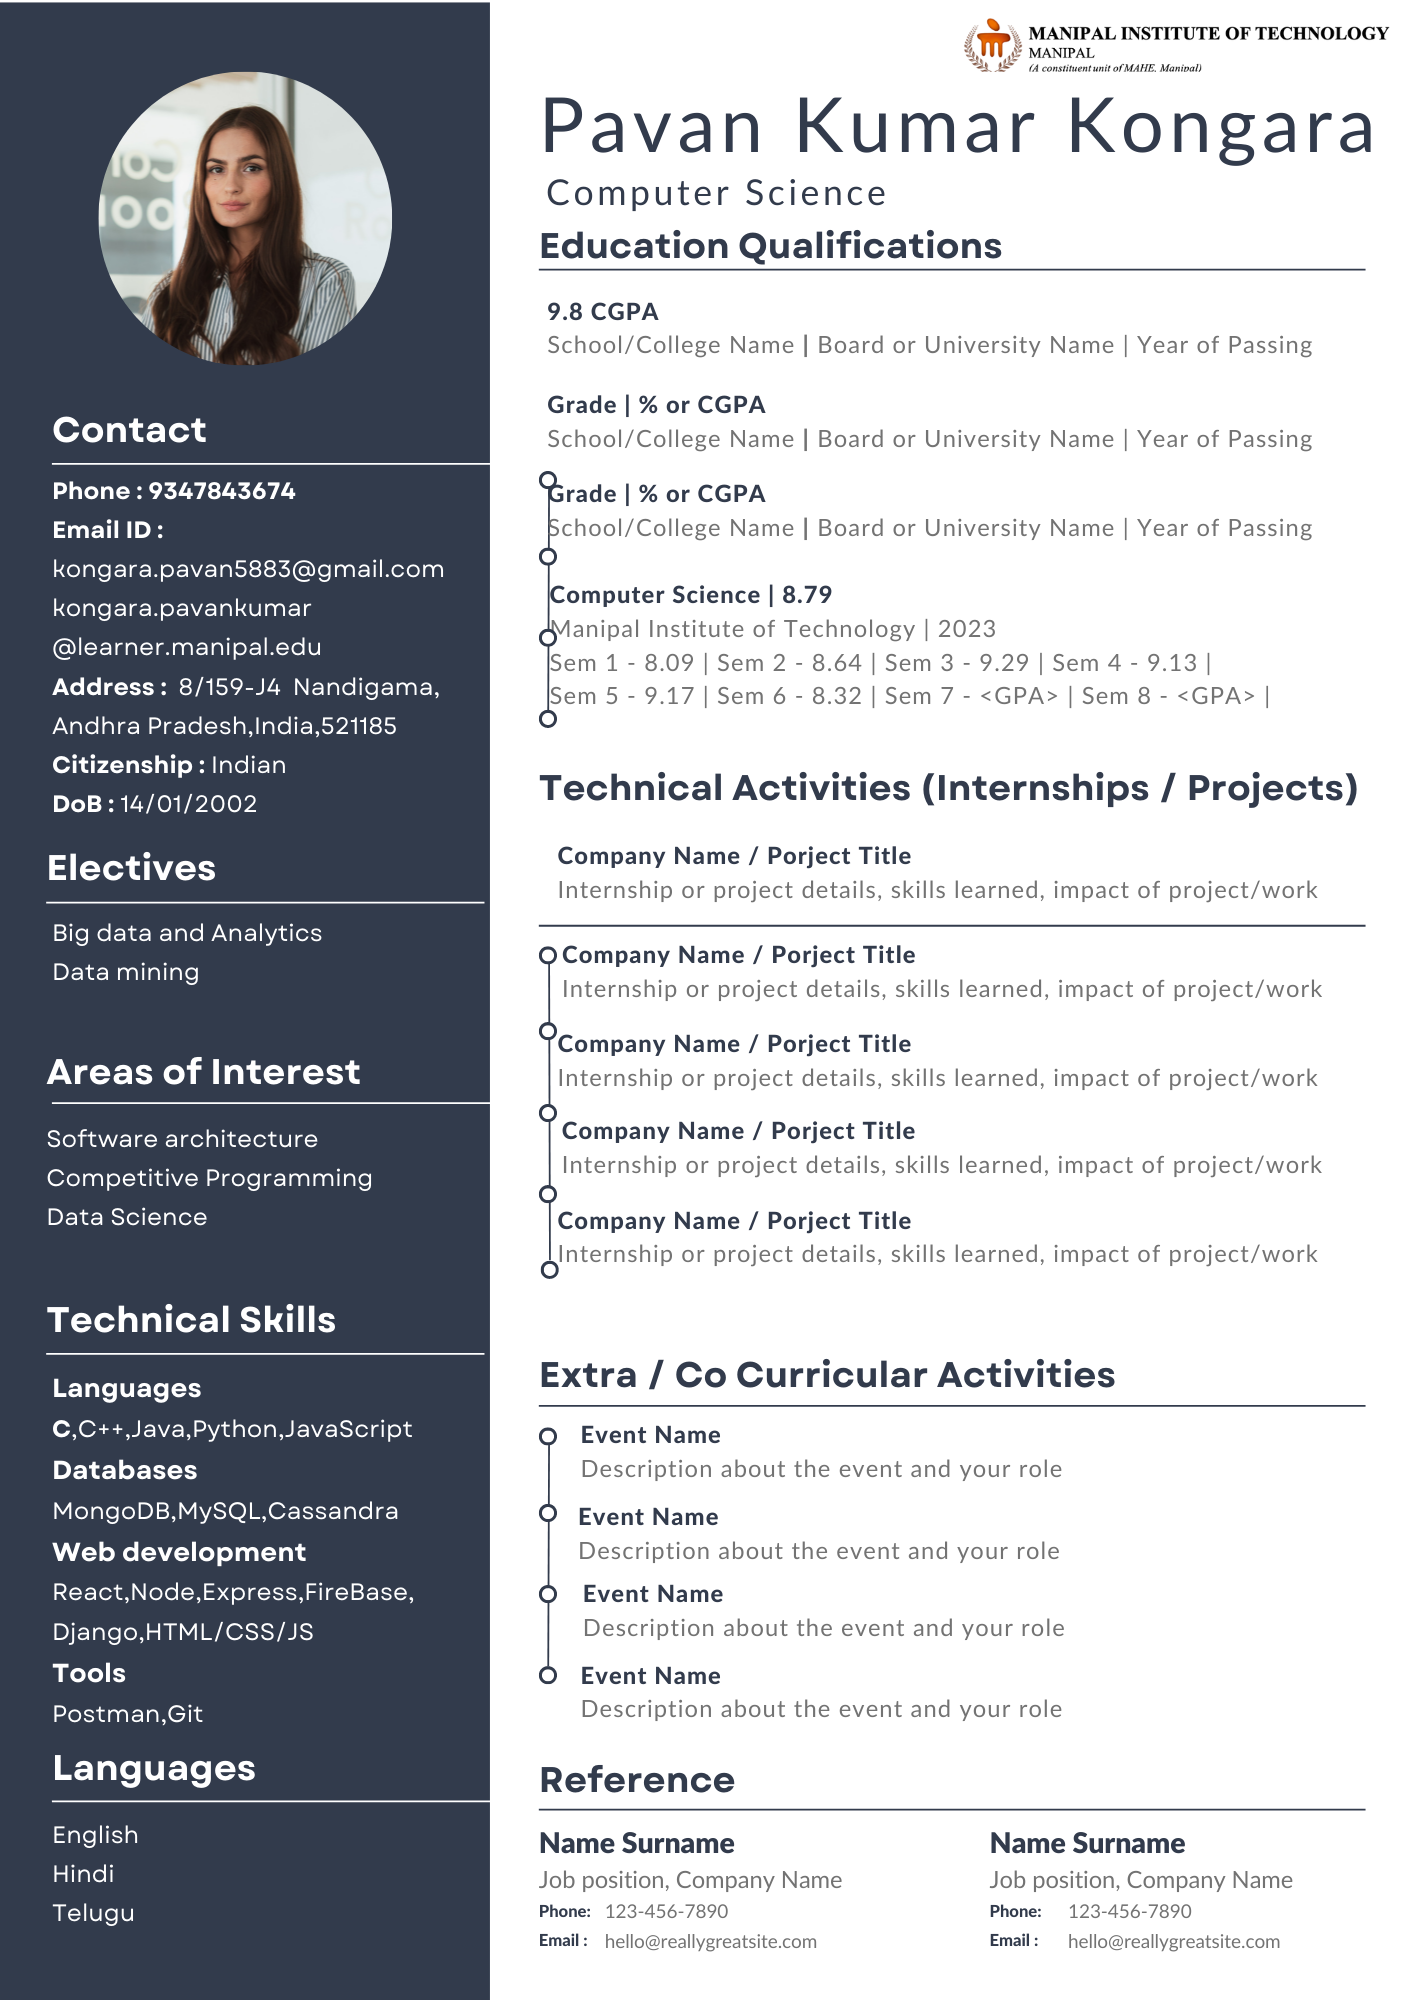 MANIPAL INSTITUTE OF TECHNOLOGY
MANIPAL
(A constituent unit of MAHE, Manipal)
Pavan Kumar Kongara
Computer Science
Contact
Phone : 9347843674
Email ID :
kongara.pavan5883@gmail.com
kongara.pavankumar
@learner.manipal.edu
Address : 8/159-J4 Nandigama,
Andhra Pradesh,India,521185
Citizenship : Indian
DoB : 14/01/2002
Electives
Big data and Analytics
Data mining
Areas of Interest
Software architecture
Competitive Programming
Data Science
Technical Skills
Languages
C,C++,Java,Python,JavaScript
Databases
MongoDB,MySQL,Cassandra
Web development
React,Node,Express,FireBase,
Django,HTML/CSS/JS
Tools
Postman,Git
Languages
English
Hindi
Telugu
Education Qualifications
9.8 CGPA
School/College Name | Board or University Name | Year of Passing
Grade | % or CGPA
School/College Name | Board or University Name | Year of Passing
Grade | % or CGPA
School/College Name | Board or University Name | Year of Passing
Computer Science | 8.79
Manipal Institute of Technology | 2023
Sem 1 - 8.09 | Sem 2 - 8.64 | Sem 3 - 9.29 | Sem 4 - 9.13 |
Sem 5 - 9.17 | Sem 6 - 8.32 | Sem 7 - <GPA> | Sem 8 - <GPA> |
Technical Activities (Internships / Projects)
Company Name / Porject Title
Internship or project details, skills learned, impact of project/work
Company Name / Porject Title
Internship or project details, skills learned, impact of project/work
Company Name / Porject Title
Internship or project details, skills learned, impact of project/work
Company Name / Porject Title
Internship or project details, skills learned, impact of project/work
Company Name / Porject Title
Internship or project details, skills learned, impact of project/work
Extra / Co Curricular Activities
Event Name
Description about the event and your role
Event Name
Description about the event and your role
Event Name
Description about the event and your role
Event Name
Description about the event and your role
Reference
Name Surname
Job position, Company Name
Phone: 123-456-7890
Email : hello@reallygreatsite.com
Name Surname
Job position, Company Name
Phone: 123-456-7890
Email : hello@reallygreatsite.com